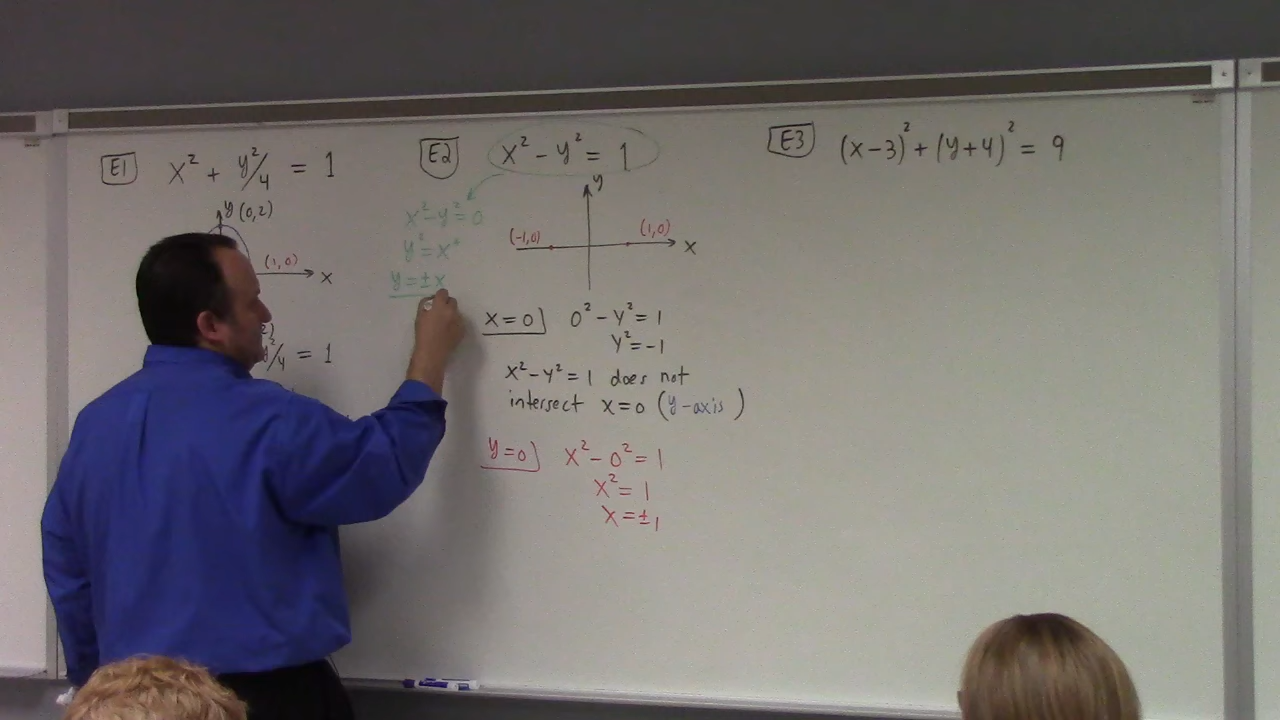 E1 x² + y²/4 = 1
y (0,2)
(1,0)
x
2)
y²/4 = 1
E2 x² - y² = 1
x² - y² = 0
y² = x²
y = ±x
y
(-1,0) (1,0)
x
x=0 0² - y² = 1
y² = -1
x² - y² = 1 does not
intersect x=0 (y-axis)
y=0 x² - 0² = 1
x² = 1
x = ±1
E3 (x-3)² + (y+4)² = 9